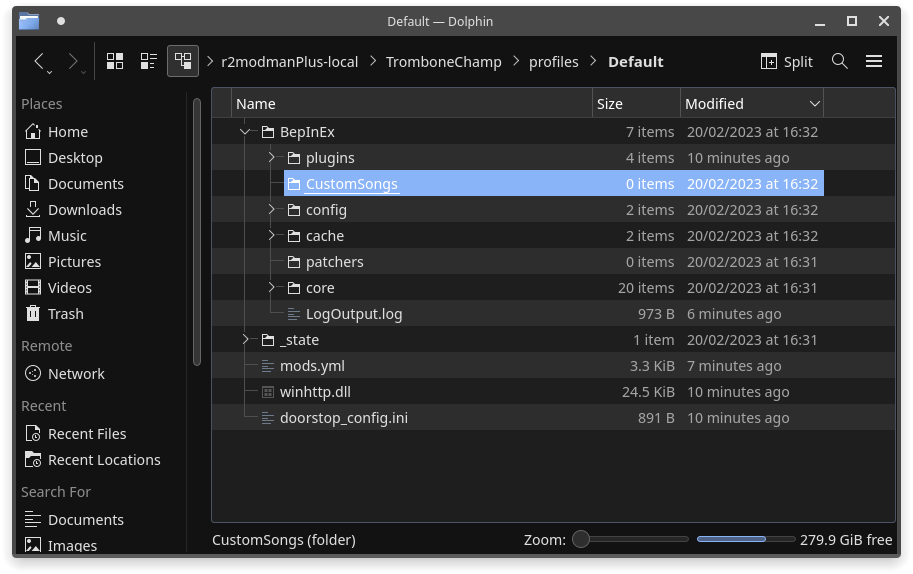 Default — Dolphin
r2modmanPlus-local > TromboneChamp > profiles > Default Split
Places
Home
Desktop
Documents
Downloads
Music
Pictures
Videos
Trash
Remote
Network
Recent
Recent Files
Recent Locations
Search For
Documents
Images
Name Size Modified
BepInEx 7 items 20/02/2023 at 16:32
plugins 4 items 10 minutes ago
CustomSongs 0 items 20/02/2023 at 16:32
config 2 items 20/02/2023 at 16:32
cache 2 items 20/02/2023 at 16:32
patchers 0 items 20/02/2023 at 16:31
core 20 items 20/02/2023 at 16:31
LogOutput.log 973 B 6 minutes ago
_state 1 item 20/02/2023 at 16:31
mods.yml 3.3 KiB 7 minutes ago
winhttp.dll 24.5 KiB 10 minutes ago
doorstop_config.ini 891 B 10 minutes ago
CustomSongs (folder) Zoom: 279.9 GiB free